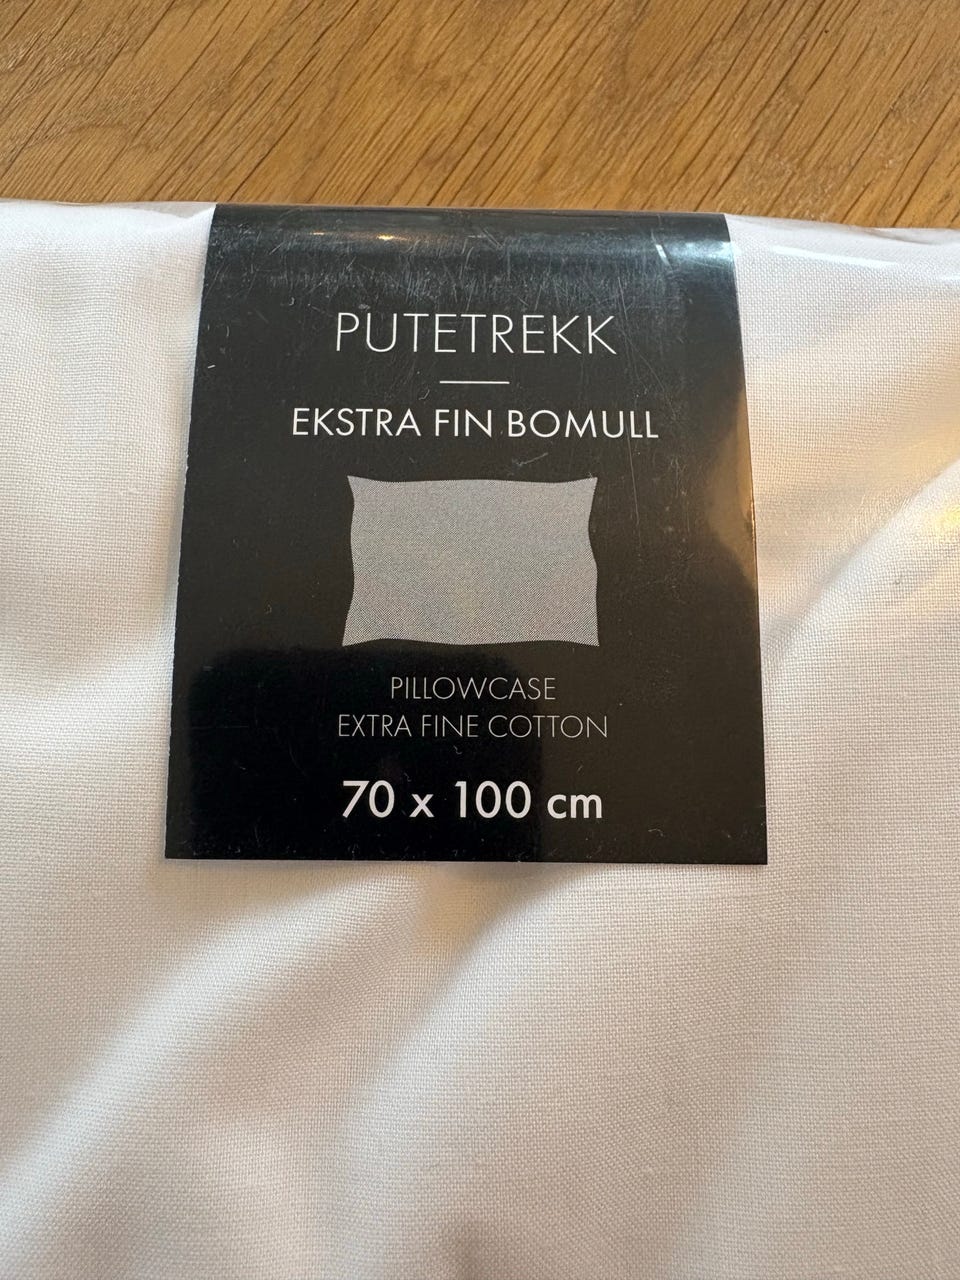 PUTETREKK
EKSTRA FIN BOMULL
PILLOWCASE
EXTRA FINE COTTON
70 x 100 cm